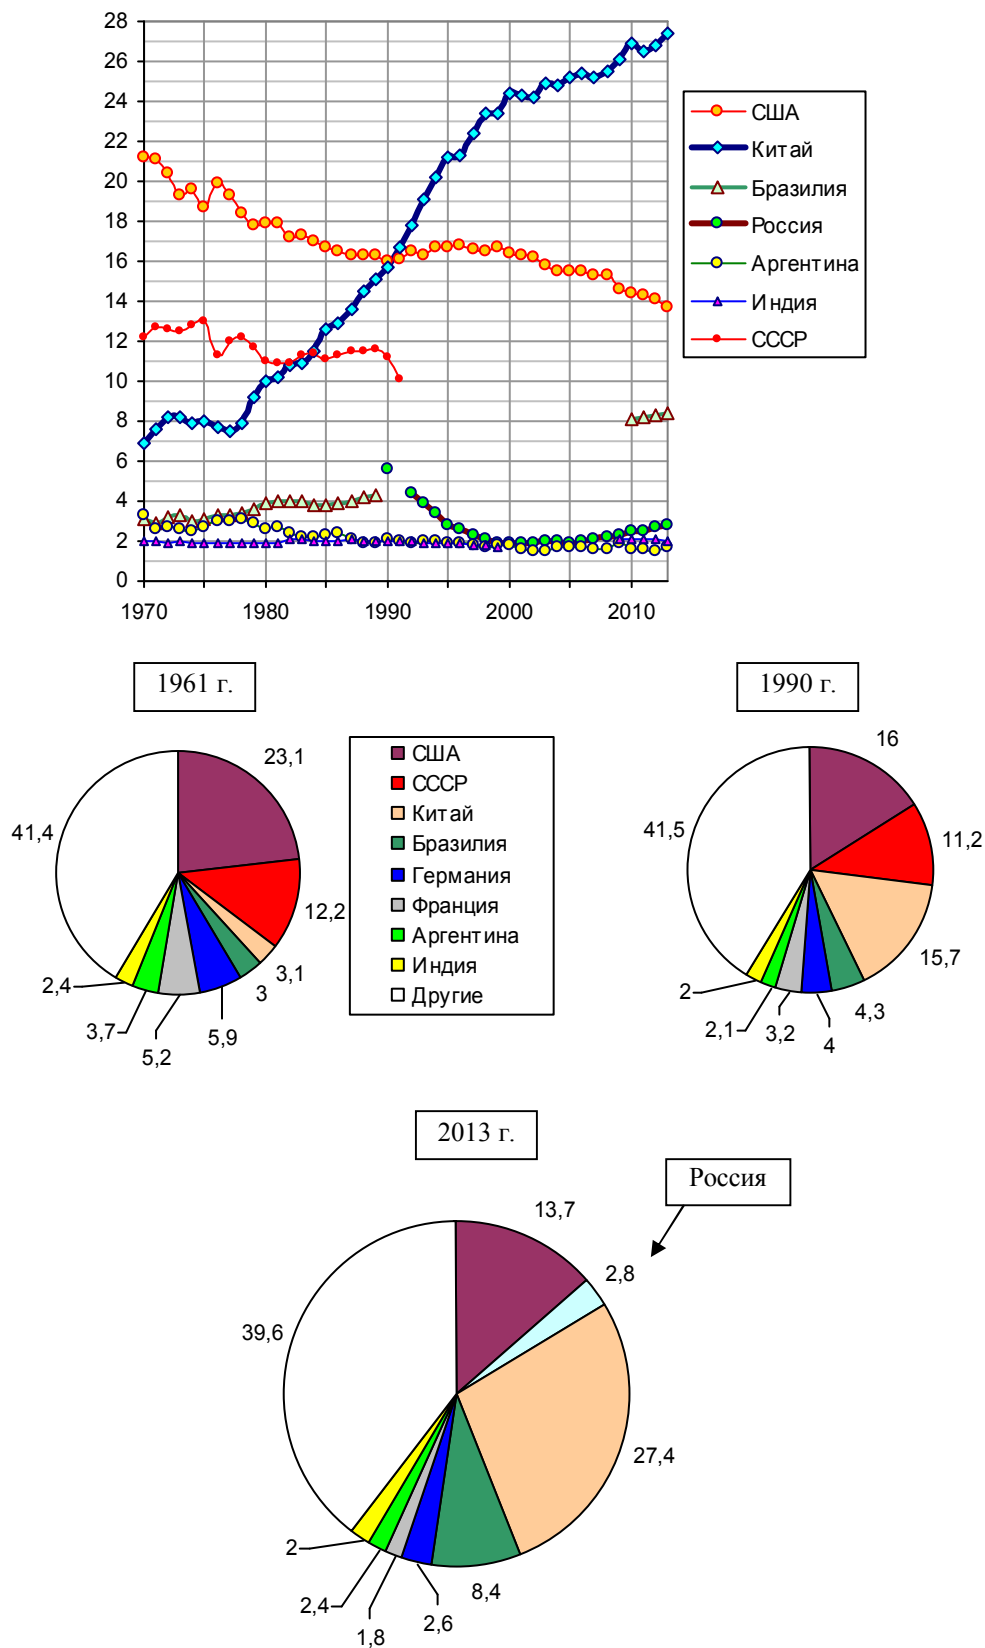 28
26
24
22
20
18
16
14
12
10
8
6
4
2
0
1970 1980 1990 2000 2010
США
Китай
Бразилия
Россия
Аргентина
Индия
СССР
1961 г.
23,1
12,2
3,1
3
5,9
5,2
3,7
2,4
41,4
США
СССР
Китай
Бразилия
Германия
Франция
Аргентина
Индия
Другие
1990 г.
16
11,2
15,7
4,3
4
3,2
2,1
2
41,5
2013 г.
Россия
13,7
2,8
27,4
8,4
2,6
1,8
2,4
2
39,6